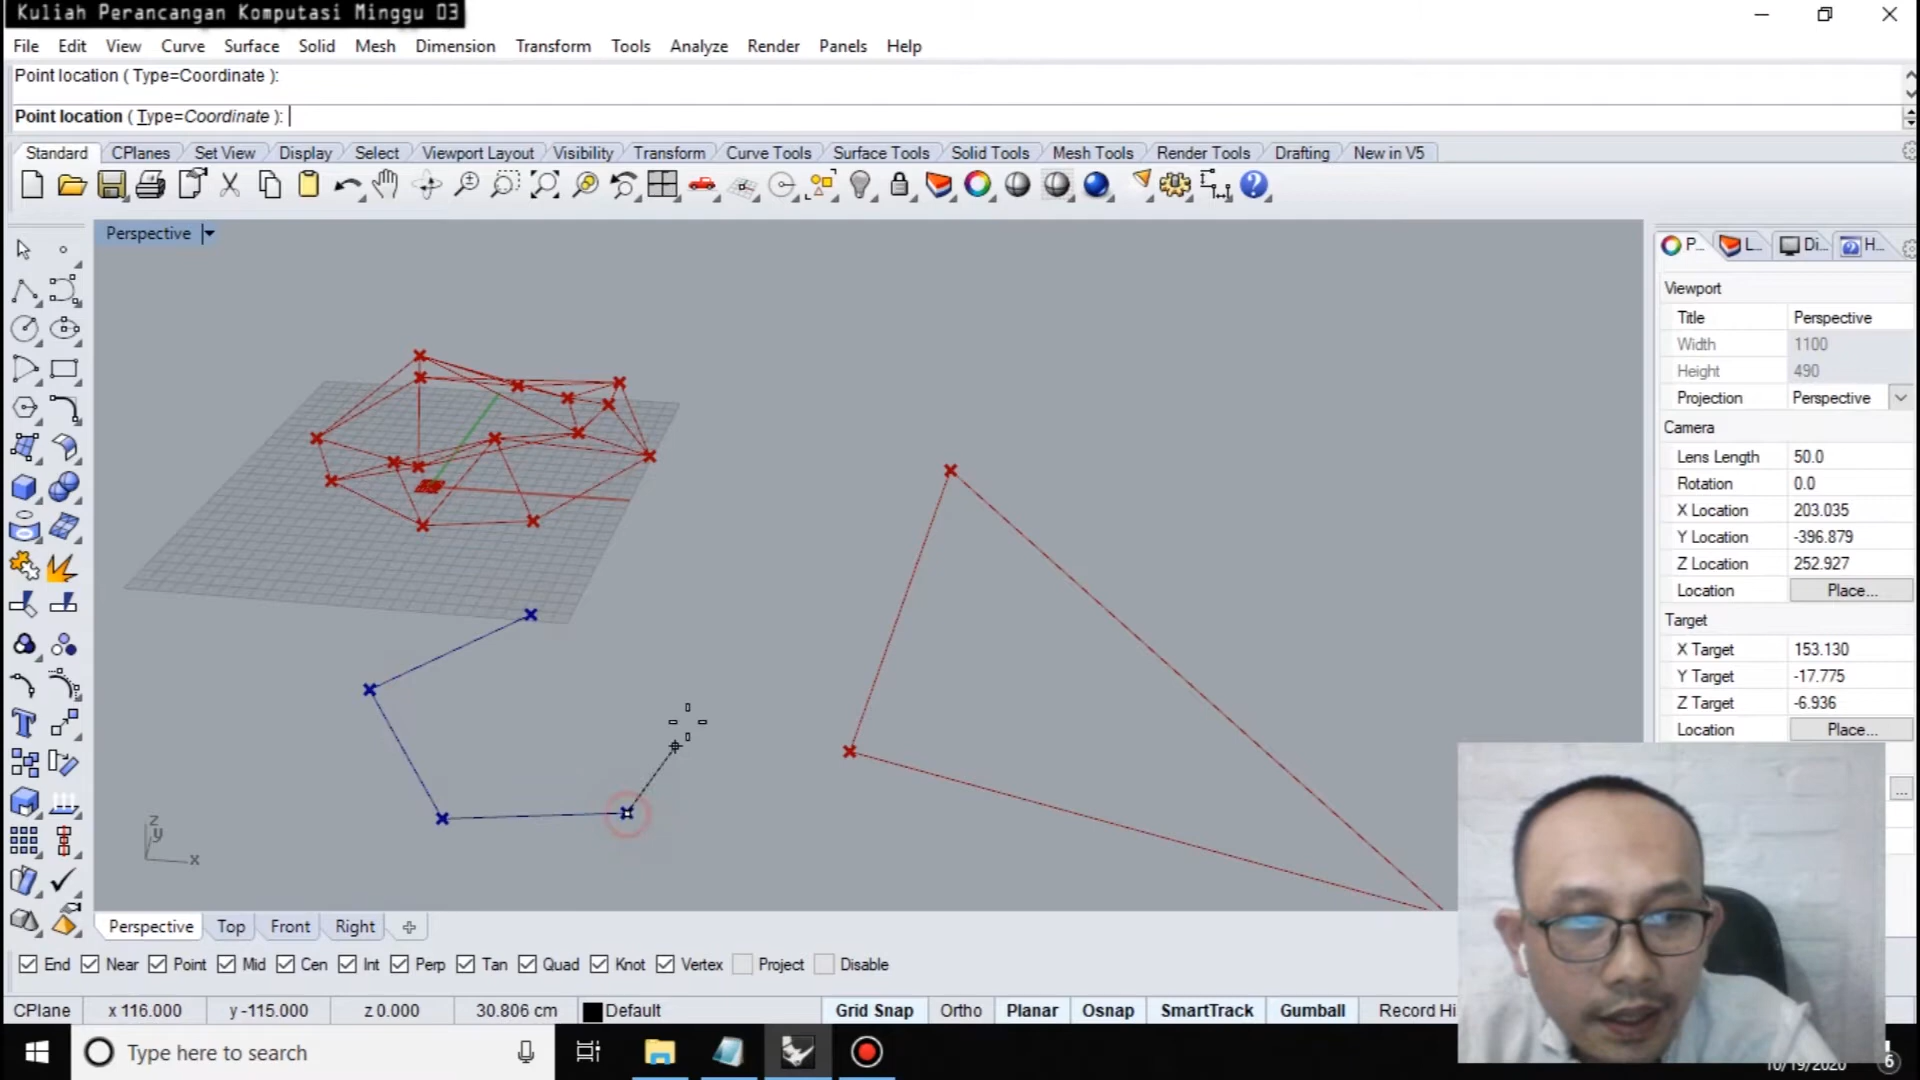 Kuliah Perancangan Komputasi Minggu 03
File Edit View Curve Surface Solid Mesh Dimension Transform Tools Analyze Render Panels Help
Point location ( Type=Coordinate ):
Point location ( Type=Coordinate ):
Standard CPlanes Set View Display Select Viewport Layout Visibility Transform Curve Tools Surface Tools Solid Tools Mesh Tools Render Tools Drafting New in V5
Perspective
P... L... Di... H...
Viewport
Title Perspective
Width 1100
Height 490
Projection Perspective
Camera
Lens Length 50.0
Rotation 0.0
X Location 203.035
Y Location -396.879
Z Location 252.927
Location Place...
Target
X Target 153.130
Y Target -17.775
Z Target -6.936
Location Place...
...
z
y
x
Perspective Top Front Right
End Near Point Mid Cen Int Perp Tan Quad Knot Vertex Project Disable
CPlane x 116.000 y -115.000 z 0.000 30.806 cm Default Grid Snap Ortho Planar Osnap SmartTrack Gumball Record Hi
Type here to search
10/19/2020
6